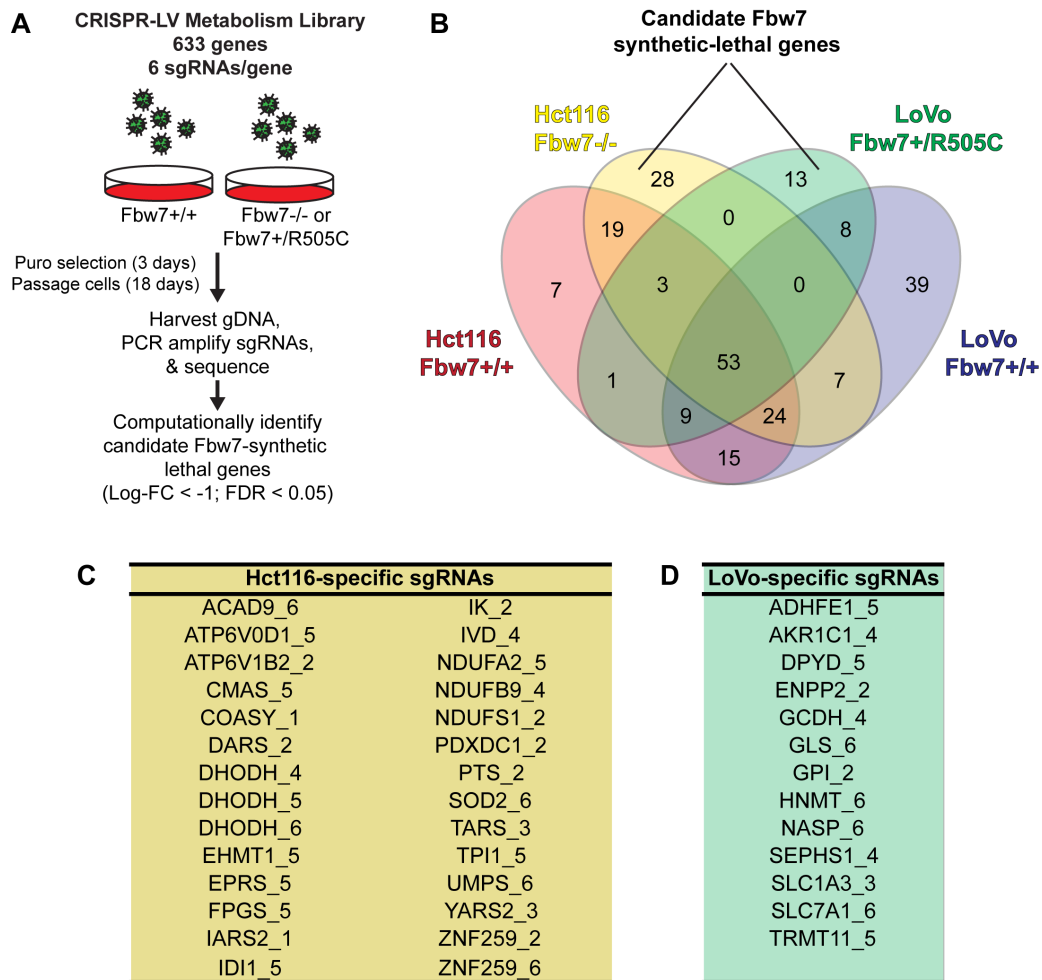 A
CRISPR-LV Metabolism Library
633 genes
6 sgRNAs/gene
Fbw7+/+
Fbw7-/- or
Fbw7+/R505C
Puro selection (3 days)
Passage cells (18 days)
Harvest gDNA,
PCR amplify sgRNAs,
& sequence
Computationally identify
candidate Fbw7-synthetic
lethal genes
(Log-FC < -1; FDR < 0.05)
B
Candidate Fbw7
synthetic-lethal genes
Hct116
Fbw7-/-
LoVo
Fbw7+/R505C
28
13
0
19
8
3
0
7
39
Hct116
Fbw7+/+
LoVo
Fbw7+/+
53
1
7
9
24
15
C
Hct116-specific sgRNAs
ACAD9_6
ATP6V0D1_5
ATP6V1B2_2
CMAS_5
COASY_1
DARS_2
DHODH_4
DHODH_5
DHODH_6
EHMT1_5
EPRS_5
FPGS_5
IARS2_1
IDI1_5
IK_2
IVD_4
NDUFA2_5
NDUFB9_4
NDUFS1_2
PDXDC1_2
PTS_2
SOD2_6
TARS_3
TPI1_5
UMPS_6
YARS2_3
ZNF259_2
ZNF259_6
D
LoVo-specific sgRNAs
ADHFE1_5
AKR1C1_4
DPYD_5
ENPP2_2
GCDH_4
GLS_6
GPI_2
HNMT_6
NASP_6
SEPHS1_4
SLC1A3_3
SLC7A1_6
TRMT11_5